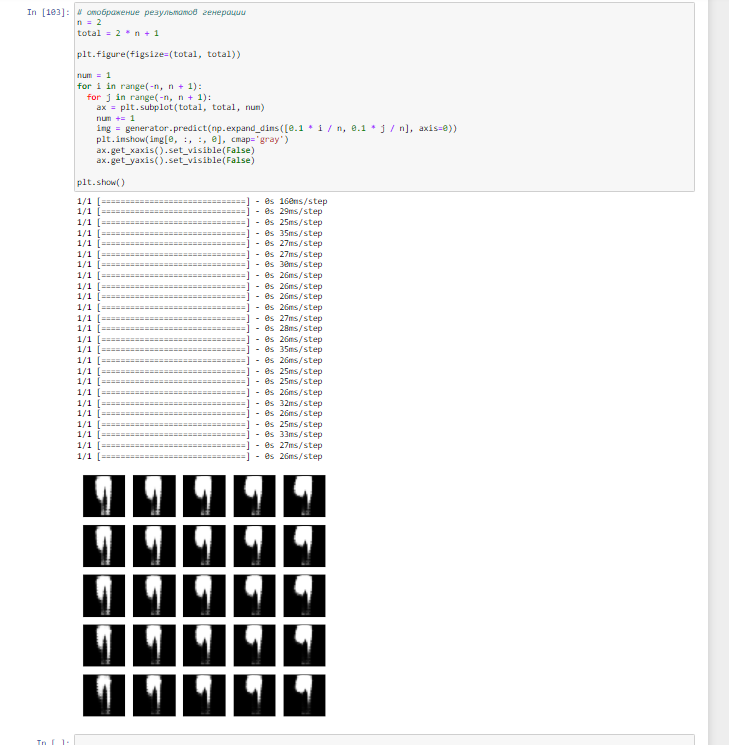 In [103]: # отображение результатов генерации
n = 2
total = 2 * n + 1
plt.figure(figsize=(total, total))
num = 1
for i in range(-n, n + 1):
for j in range(-n, n + 1):
ax = plt.subplot(total, total, num)
num += 1
img = generator.predict(np.expand_dims([0.1 * i / n, 0.1 * j / n], axis=0))
plt.imshow(img[0, :, :, 0], cmap='gray')
ax.get_xaxis().set_visible(False)
ax.get_yaxis().set_visible(False)
plt.show()
1/1 [==============================] - 0s 160ms/step
1/1 [==============================] - 0s 29ms/step
1/1 [==============================] - 0s 25ms/step
1/1 [==============================] - 0s 35ms/step
1/1 [==============================] - 0s 27ms/step
1/1 [==============================] - 0s 27ms/step
1/1 [==============================] - 0s 30ms/step
1/1 [==============================] - 0s 26ms/step
1/1 [==============================] - 0s 26ms/step
1/1 [==============================] - 0s 26ms/step
1/1 [==============================] - 0s 26ms/step
1/1 [==============================] - 0s 27ms/step
1/1 [==============================] - 0s 28ms/step
1/1 [==============================] - 0s 26ms/step
1/1 [==============================] - 0s 35ms/step
1/1 [==============================] - 0s 26ms/step
1/1 [==============================] - 0s 25ms/step
1/1 [==============================] - 0s 25ms/step
1/1 [==============================] - 0s 26ms/step
1/1 [==============================] - 0s 32ms/step
1/1 [==============================] - 0s 26ms/step
1/1 [==============================] - 0s 25ms/step
1/1 [==============================] - 0s 33ms/step
1/1 [==============================] - 0s 27ms/step
1/1 [==============================] - 0s 26ms/step
In [ ]: